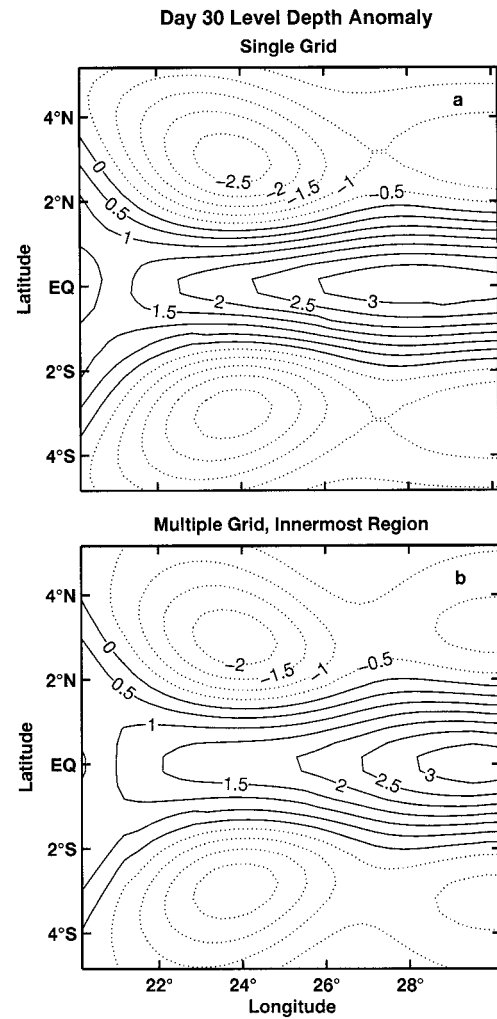 Day 30 Level Depth Anomaly
Single Grid
a
4°N
2°N
EQ
2°S
4°S
Latitude
0
0.5
1
1.5
2
2.5
3
−2.5
−2
−1.5
−1
−0.5
Multiple Grid, Innermost Region
b
4°N
2°N
EQ
2°S
4°S
Latitude
0
0.5
1
1.5
2
2.5
3
−2
−1.5
−1
−0.5
22° 24° 26° 28°
Longitude